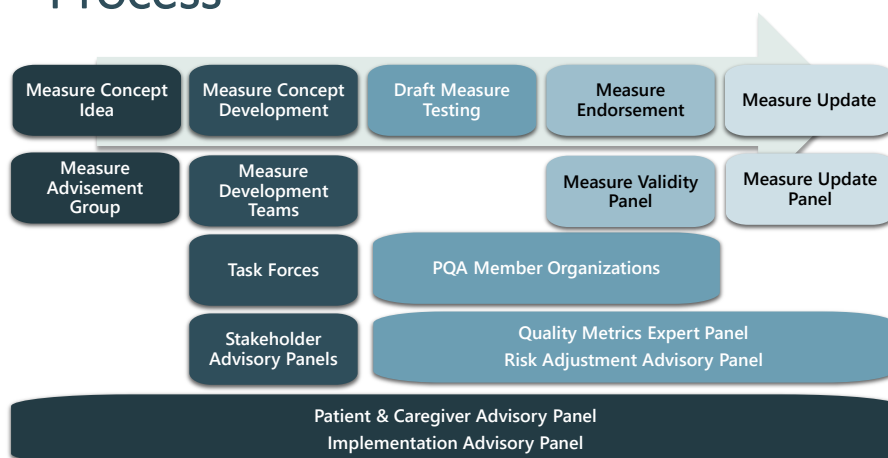 Process
Measure Concept
Idea
Measure Concept
Development
Draft Measure
Testing
Measure
Endorsement
Measure Update
Measure
Advisement
Group
Measure
Development
Teams
Measure Validity
Panel
Measure Update
Panel
Task Forces
PQA Member Organizations
Stakeholder
Advisory Panels
Quality Metrics Expert Panel
Risk Adjustment Advisory Panel
Patient & Caregiver Advisory Panel
Implementation Advisory Panel